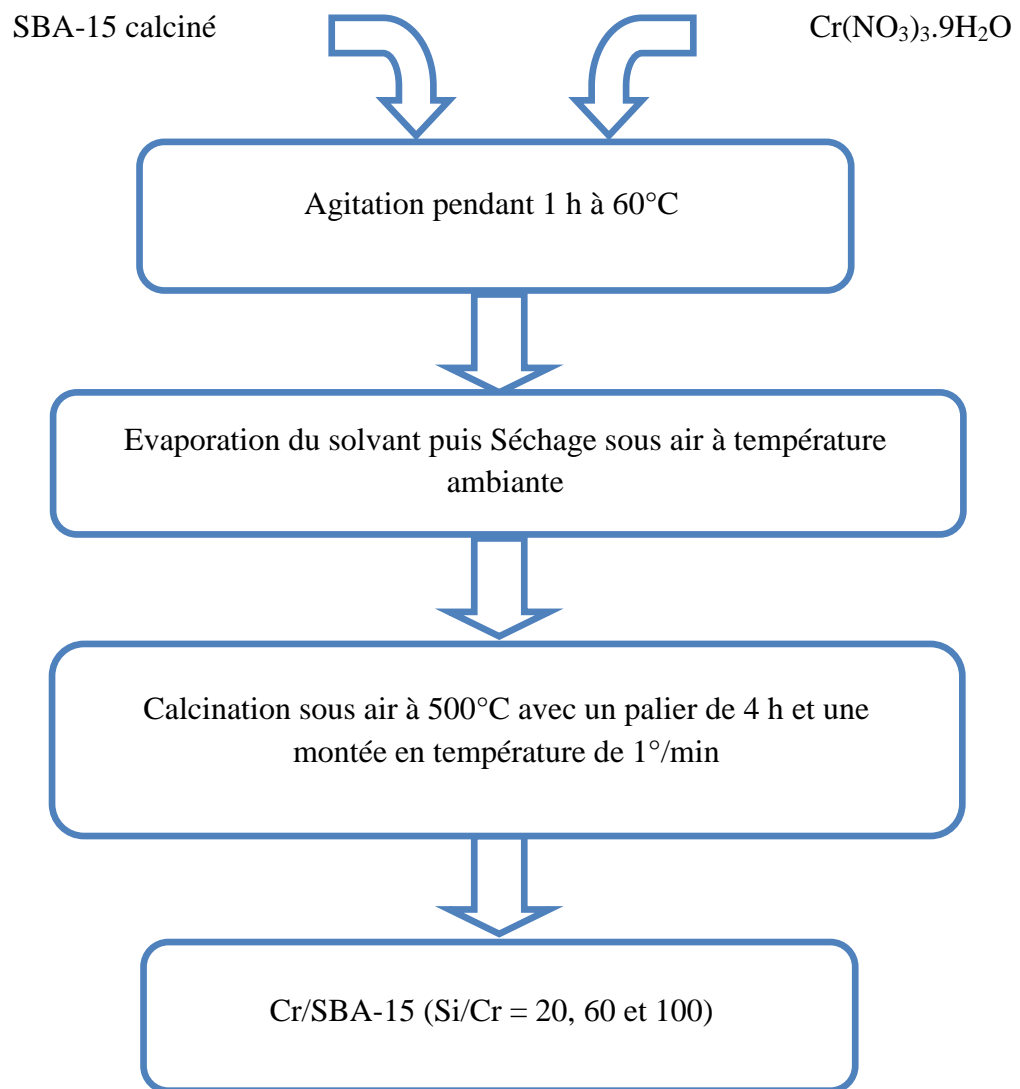 SBA-15 calciné
Cr(NO₃)₃.9H₂O
Agitation pendant 1 h à 60°C
Evaporation du solvant puis Séchage sous air à température
ambiante
Calcination sous air à 500°C avec un palier de 4 h et une
montée en température de 1°/min
Cr/SBA-15 (Si/Cr = 20, 60 et 100)